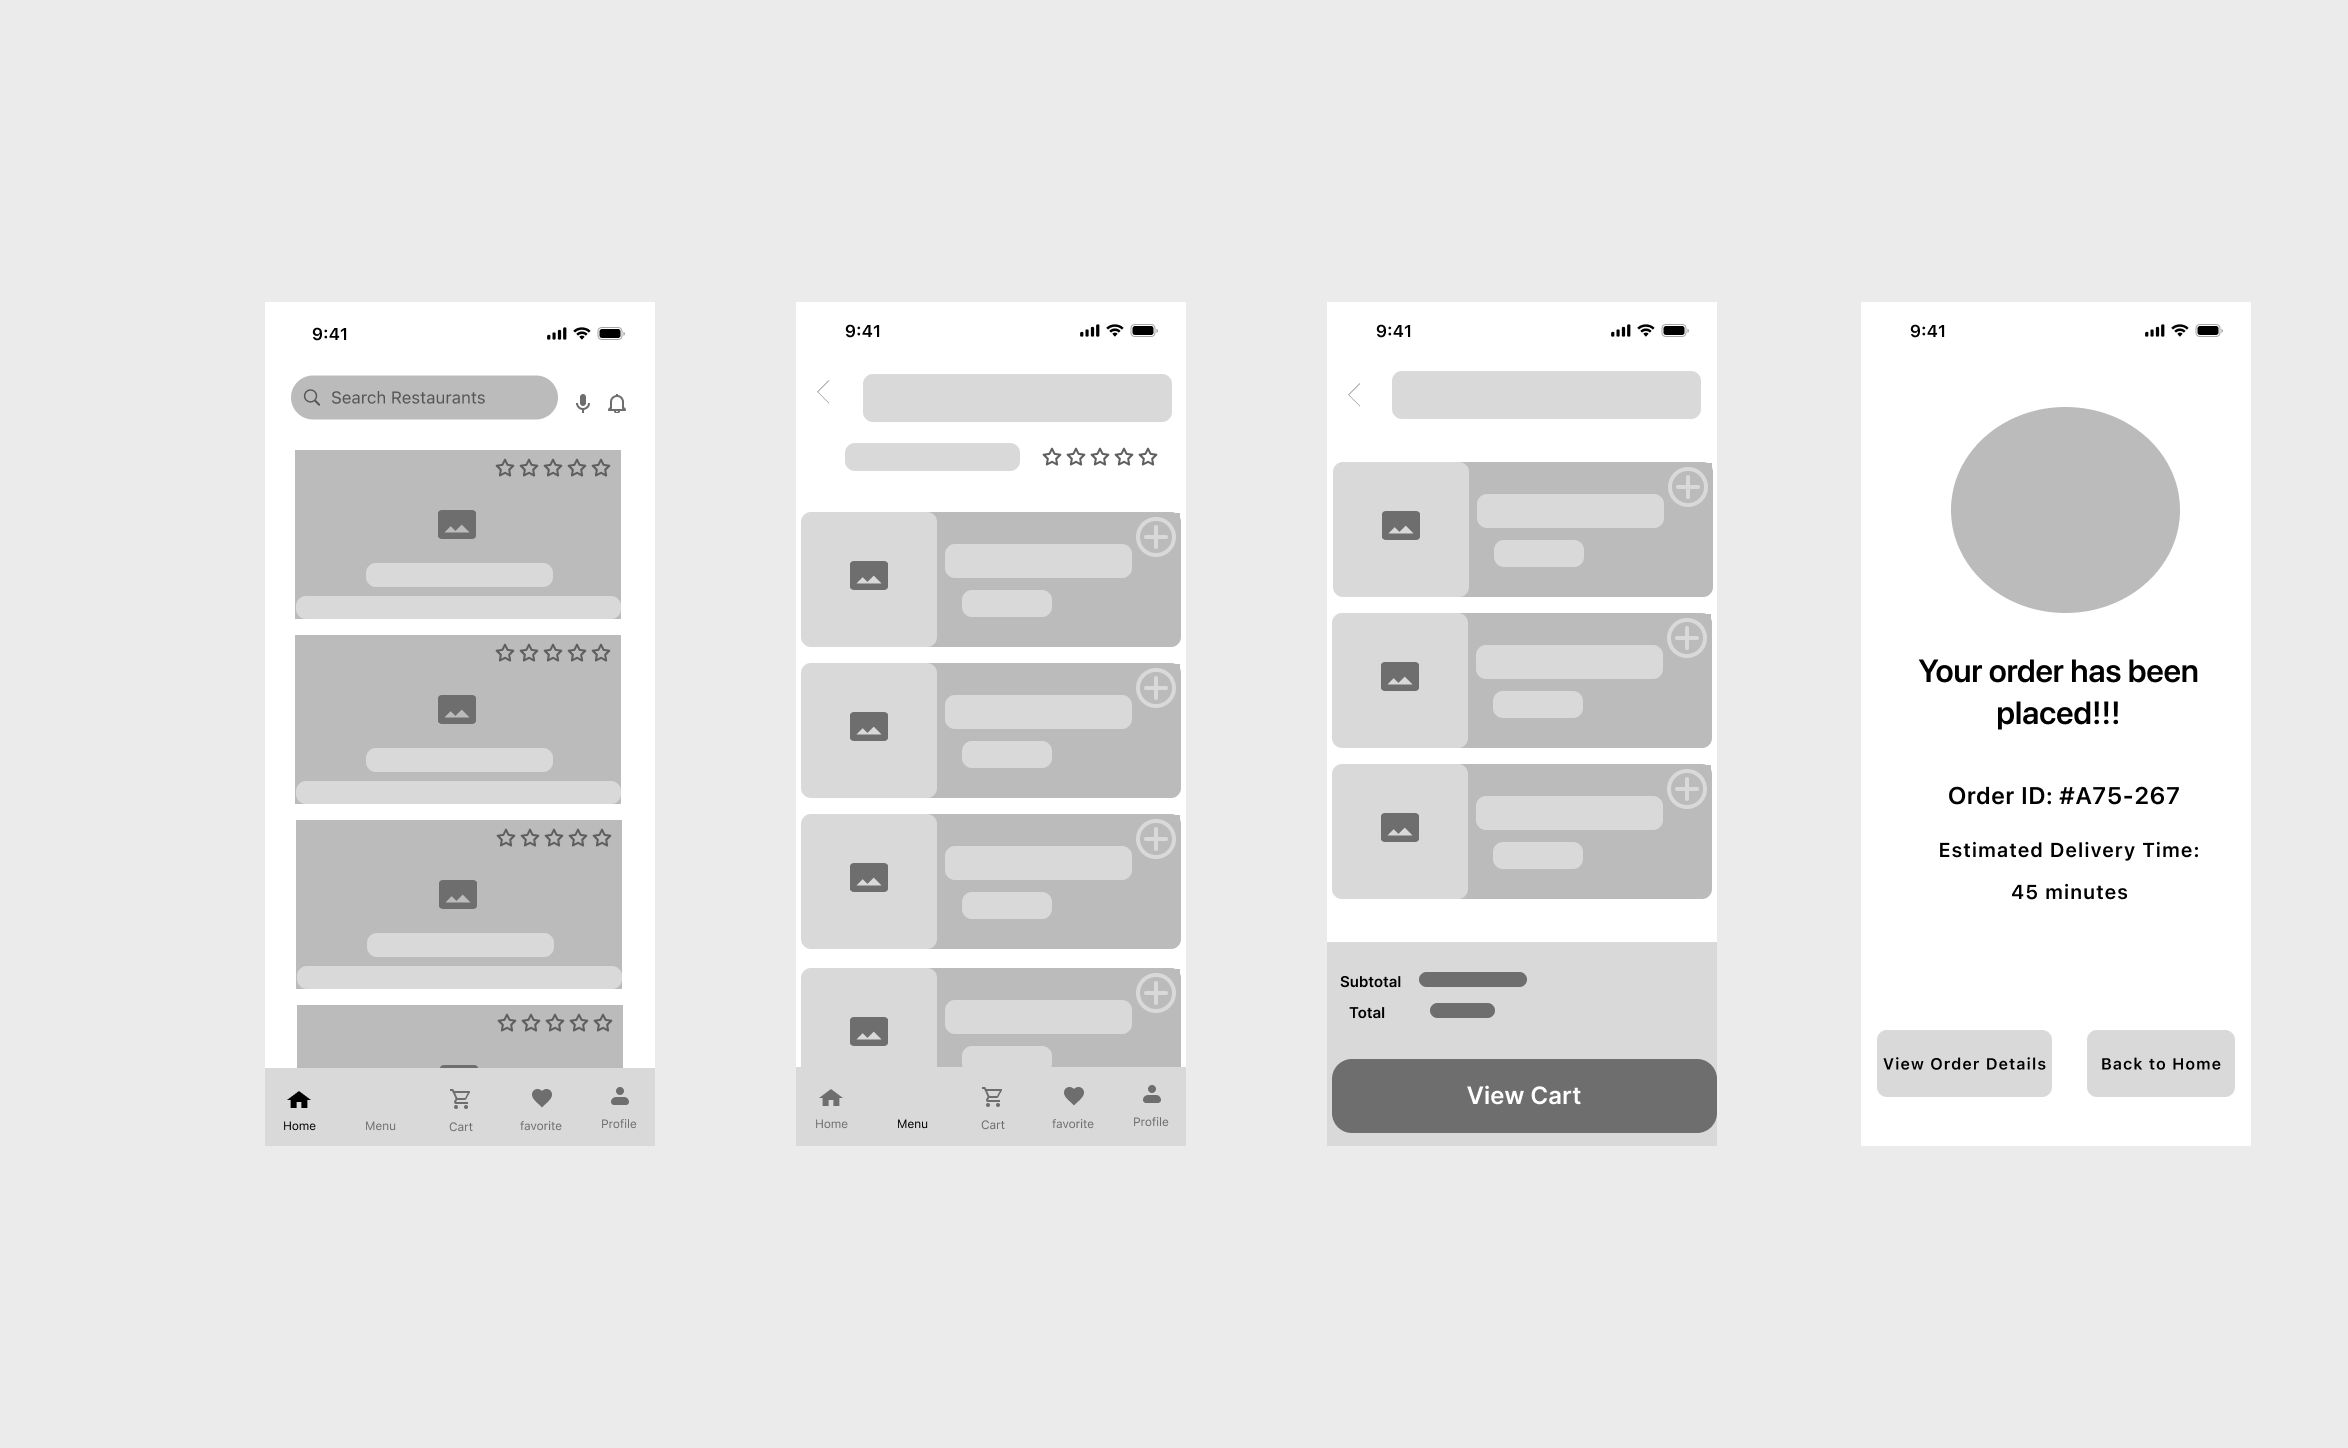 9:41
Search Restaurants
Home
Menu
Cart
favorite
Profile
9:41
Home
Menu
Cart
favorite
Profile
9:41
Subtotal
Total
View Cart
9:41
Your order has been
placed!!!
Order ID: #A75-267
Estimated Delivery Time:
45 minutes
View Order Details
Back to Home